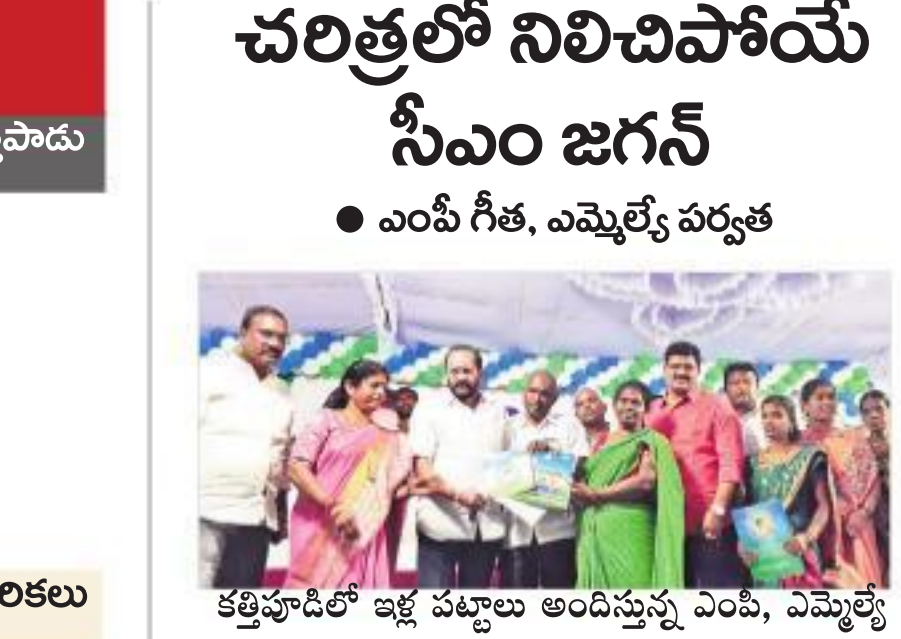 చరిత్రలో నిలిచిపోయే
సీఎం జగన్
● ఎంపీ గీత, ఎమ్మెల్యే పర్వత
కత్తిపూడిలో ఇళ్ల పట్టాలు అందిస్తున్న ఎంపీ, ఎమ్మెల్యే